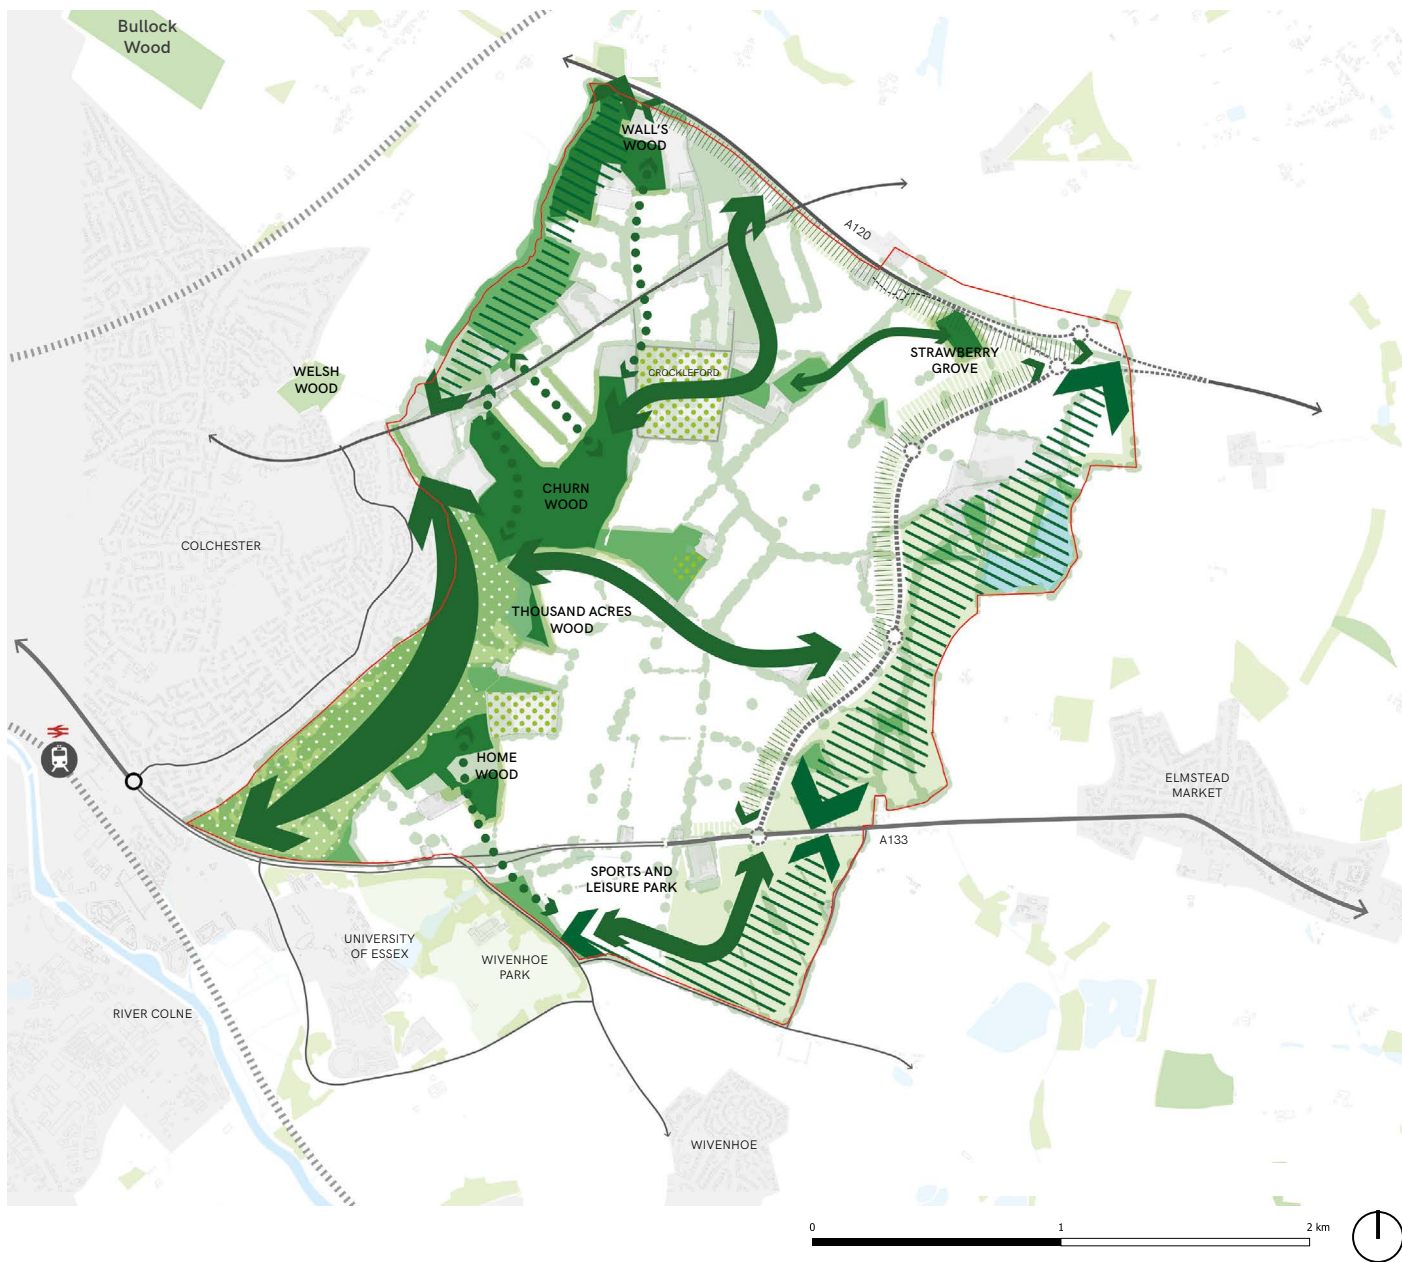 Bullock
Wood
WALL'S
WOOD
A120
STRAWBERRY
GROVE
WELSH
WOOD
CROCKLEFORD
CHURN
WOOD
COLCHESTER
THOUSAND ACRES
WOOD
HOME
WOOD
ELMSTEAD
MARKET
A133
SPORTS AND
LEISURE PARK
UNIVERSITY
OF ESSEX
WIVENHOE
PARK
RIVER COLNE
WIVENHOE
0 1 2 km